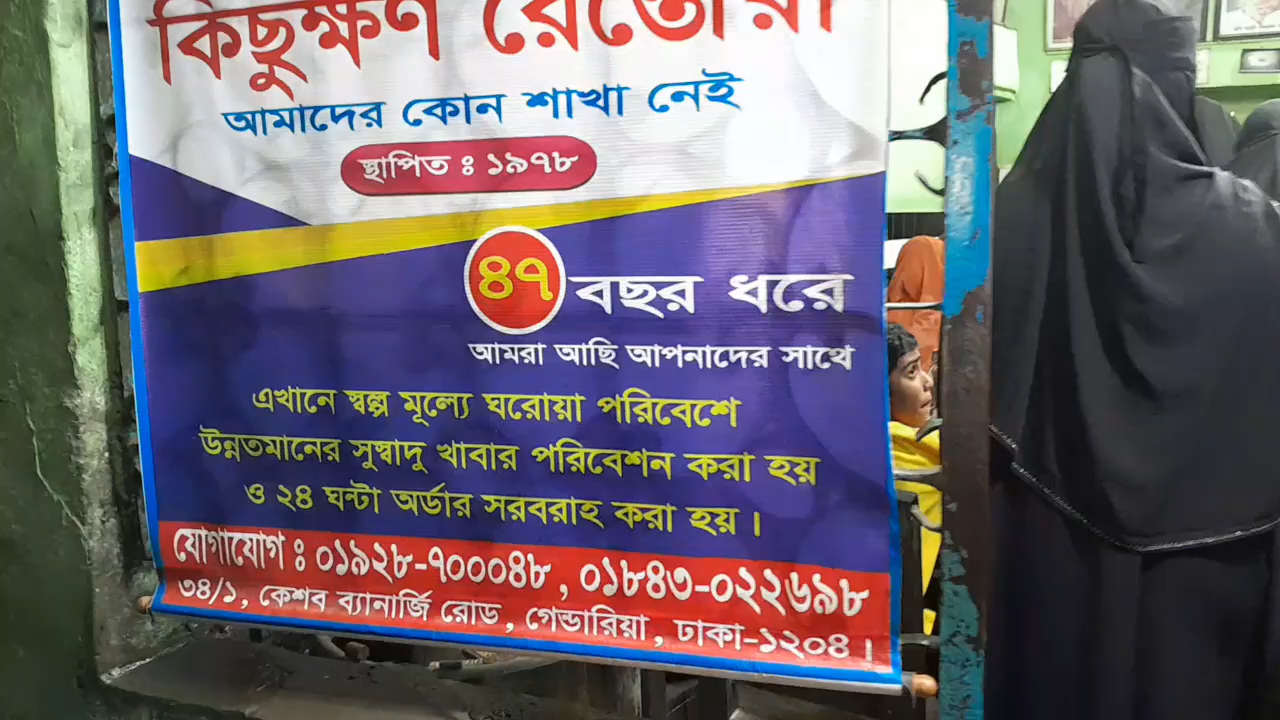 কিছুক্ষণ রেস্তোরা
আমাদের কোন শাখা নেই
স্থাপিত ঃ ১৯৭৮
৪৭ বছর ধরে
আমরা আছি আপনাদের সাথে
এখানে স্বল্প মূল্যে ঘরোয়া পরিবেশে
উন্নতমানের সুস্বাদু খাবার পরিবেশন করা হয়
ও ২৪ ঘন্টা অর্ডার সরবরাহ করা হয়।
যোগাযোগ ঃ ০১৯২৮-৭০০০৪৮, ০১৮৪৩-০২২৬৯৮
৩৪/১, কেশব ব্যানার্জি রোড, গেন্ডারিয়া, ঢাকা-১২০৪।